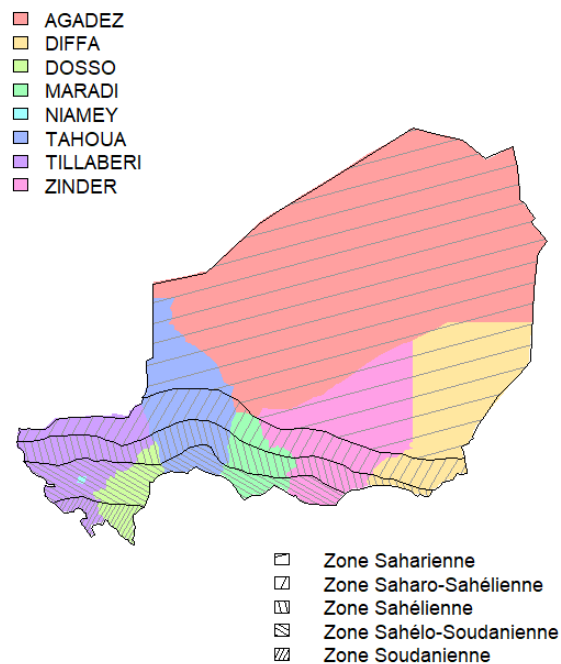 AGADEZ
DIFFA
DOSSO
MARADI
NIAMEY
TAHOUA
TILLABERI
ZINDER
Zone Saharienne
Zone Saharo-Sahélienne
Zone Sahélienne
Zone Sahélo-Soudanienne
Zone Soudanienne